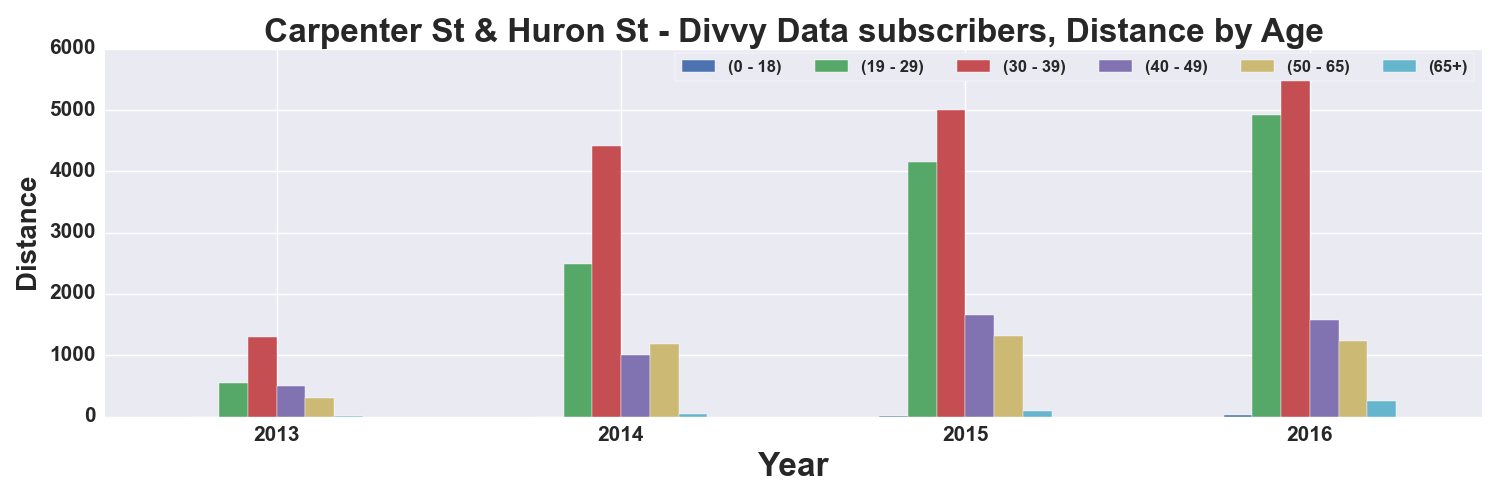 Carpenter St & Huron St - Divvy Data subscribers, Distance by Age
6000
(0 - 18) (19 - 29) (30 - 39) (40 - 49) (50 - 65) (65+)
5000
4000
3000
2000
1000
0
Distance
2013 2014 2015 2016
Year